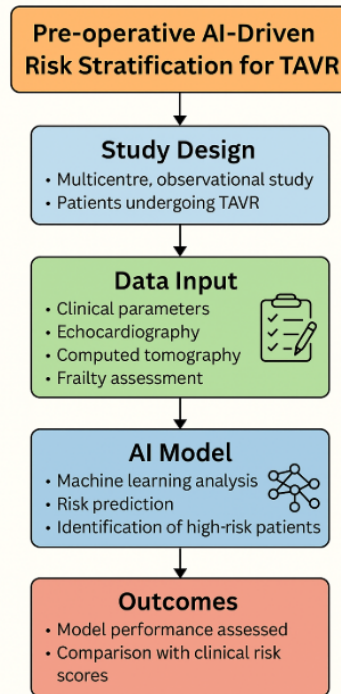 Pre-operative AI-Driven
Risk Stratification for TAVR
Study Design
• Multicentre, observational study
• Patients undergoing TAVR
Data Input
• Clinical parameters
• Echocardiography
• Computed tomography
• Frailty assessment
AI Model
• Machine learning analysis
• Risk prediction
• Identification of high-risk patients
Outcomes
• Model performance assessed
• Comparison with clinical risk
scores